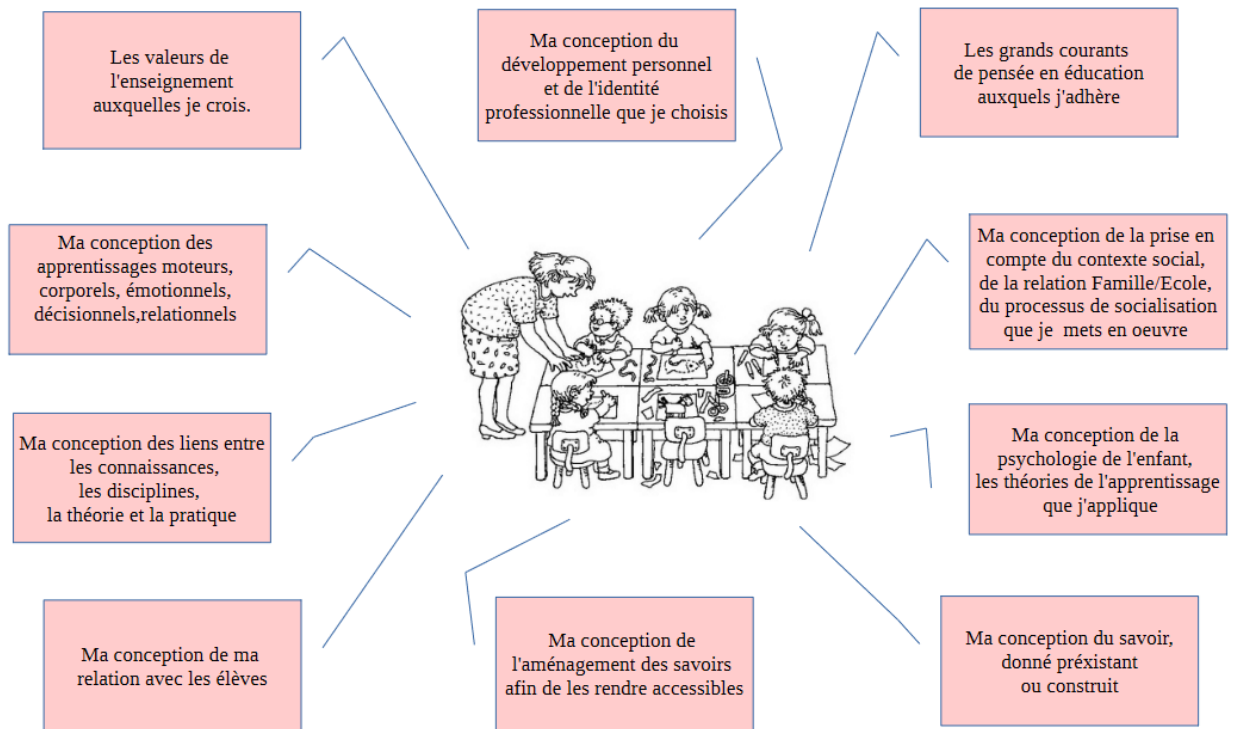 Les valeurs de
l'enseignement
auxquelles je crois.
Ma conception du
développement personnel
et de l'identité
professionnelle que je choisis
Les grands courants
de pensée en éducation
auxquels j'adhère
Ma conception des
apprentissages moteurs,
corporels, émotionnels,
décisionnels,relationnels
Ma conception de la prise en
compte du contexte social,
de la relation Famille/Ecole,
du processus de socialisation
que je  mets en oeuvre
Ma conception des liens entre
les connaissances,
les disciplines,
la théorie et la pratique
Ma conception de la
psychologie de l'enfant,
les théories de l'apprentissage
que j'applique
Ma conception de ma
relation avec les élèves
Ma conception de
l'aménagement des savoirs
afin de les rendre accessibles
Ma conception du savoir,
donné préxistant
ou construit